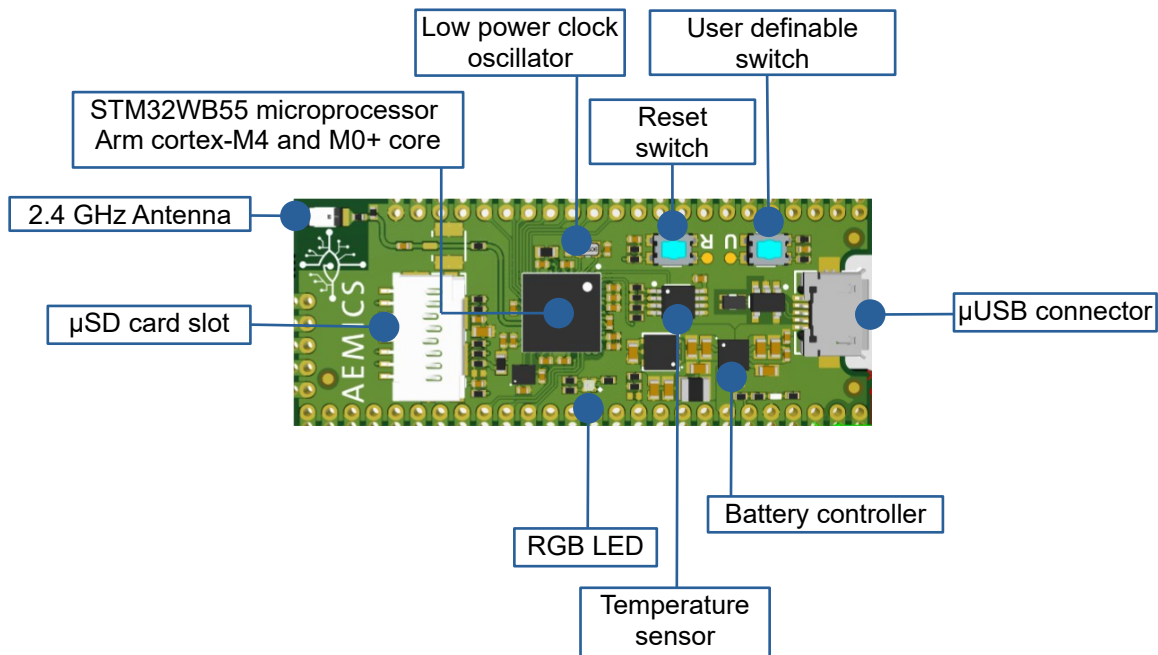 Low power clock
oscillator
User definable
switch
STM32WB55 microprocessor
Arm cortex-M4 and M0+ core
Reset
switch
2.4 GHz Antenna
R U
µSD card slot
µUSB connector
AEMICS
Battery controller
RGB LED
Temperature
sensor